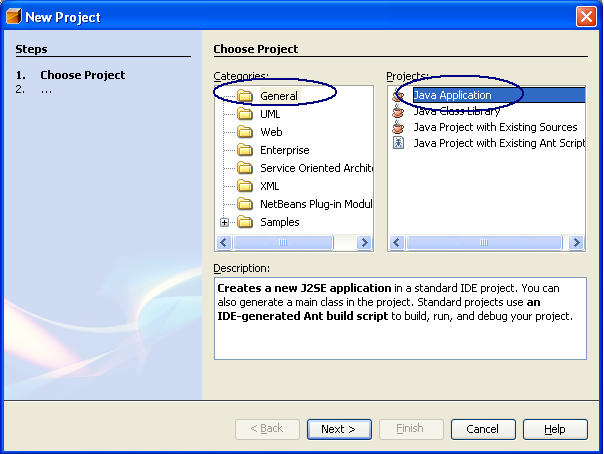 New Project
Steps
1. Choose Project
2. ...
Choose Project
Categories:
General
UML
Web
Enterprise
Service Oriented Archite
XML
NetBeans Plug-in Modul
Samples
Projects:
Java Application
Java Class Library
Java Project with Existing Sources
Java Project with Existing Ant Script
Description:
Creates a new J2SE application in a standard IDE project. You can
also generate a main class in the project. Standard projects use an
IDE-generated Ant build script to build, run, and debug your project.
< Back
Next >
Finish
Cancel
Help